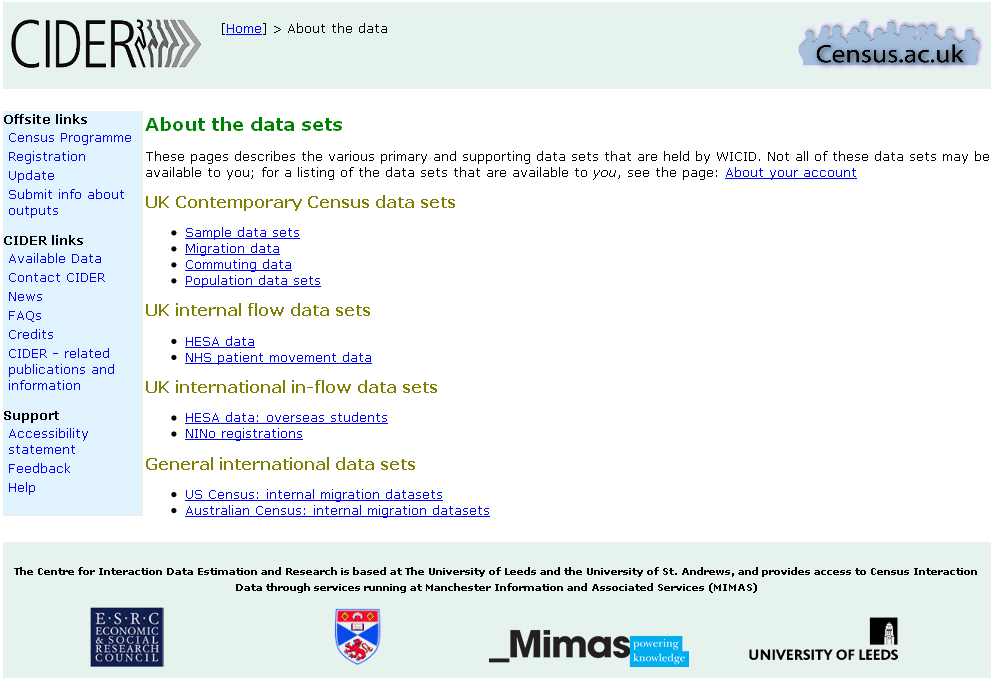 CIDER
[Home] > About the data
Census.ac.uk
Offsite links
Census Programme
Registration
Update
Submit info about
outputs
CIDER links
Available Data
Contact CIDER
News
FAQs
Credits
CIDER - related
publications and
information
Support
Accessibility
statement
Feedback
Help
About the data sets
These pages describes the various primary and supporting data sets that are held by WICID. Not all of these data sets may be
available to you; for a listing of the data sets that are available to you, see the page: About your account
UK Contemporary Census data sets
• Sample data sets
• Migration data
• Commuting data
• Population data sets
UK internal flow data sets
• HESA data
• NHS patient movement data
UK international in-flow data sets
• HESA data: overseas students
• NINo registrations
General international data sets
• US Census: internal migration datasets
• Australian Census: internal migration datasets
The Centre for Interaction Data Estimation and Research is based at The University of Leeds and the University of St. Andrews, and provides access to Census Interaction
Data through services running at Manchester Information and Associated Services (MIMAS)
E·S·R·C
ECONOMIC
& SOCIAL
RESEARCH
COUNCIL
_Mimas
powering
knowledge
UNIVERSITY OF LEEDS